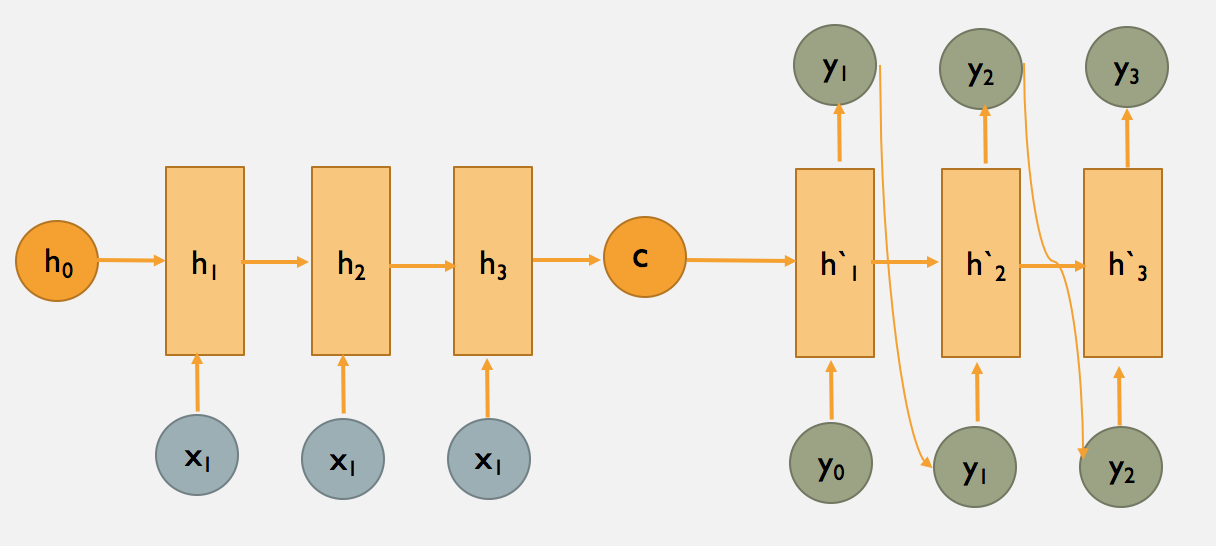 y₁ y₂ y₃
h₀ h₁ h₂ h₃ c h`₁ h`₂ h`₃
x₁ x₁ x₁ y₀ y₁ y₂